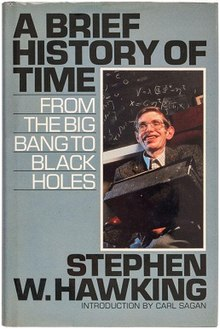 A BRIEF
HISTORY OF
TIME
FROM
THE BIG
BANG TO
BLACK
HOLES
STEPHEN
W. HAWKING
INTRODUCTION BY CARL SAGAN